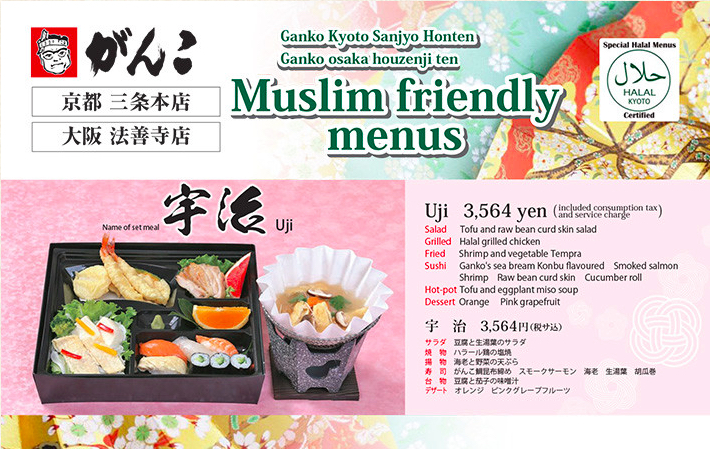 がんこ
京都 三条本店
大阪 法善寺店
Ganko Kyoto Sanjyo Honten
Ganko osaka houzenji ten
Muslim friendly
menus
Special Halal Menus
حلال
HALAL
KYOTO
Certified
Name of set meal 宇治 Uji
Uji 3,564 yen (included consumption tax and service charge)
Salad Tofu and raw bean curd skin salad
Grilled Halal grilled chicken
Fried Shrimp and vegetable Tempra
Sushi Ganko's sea bream Konbu flavoured Smoked salmon
Shrimp Raw bean curd skin Cucumber roll
Hot-pot Tofu and eggplant miso soup
Dessert Orange Pink grapefruit
宇 治 3,564円(税サ込)
サラダ 豆腐と生湯葉のサラダ
焼 物 ハラール鶏の塩焼
揚 物 海老と野菜の天ぷら
寿 司 がんこ鯛昆布締め スモークサーモン 海老 生湯葉 胡瓜巻
台 物 豆腐と茄子の味噌汁
デザート オレンジ ピンクグレープフルーツ